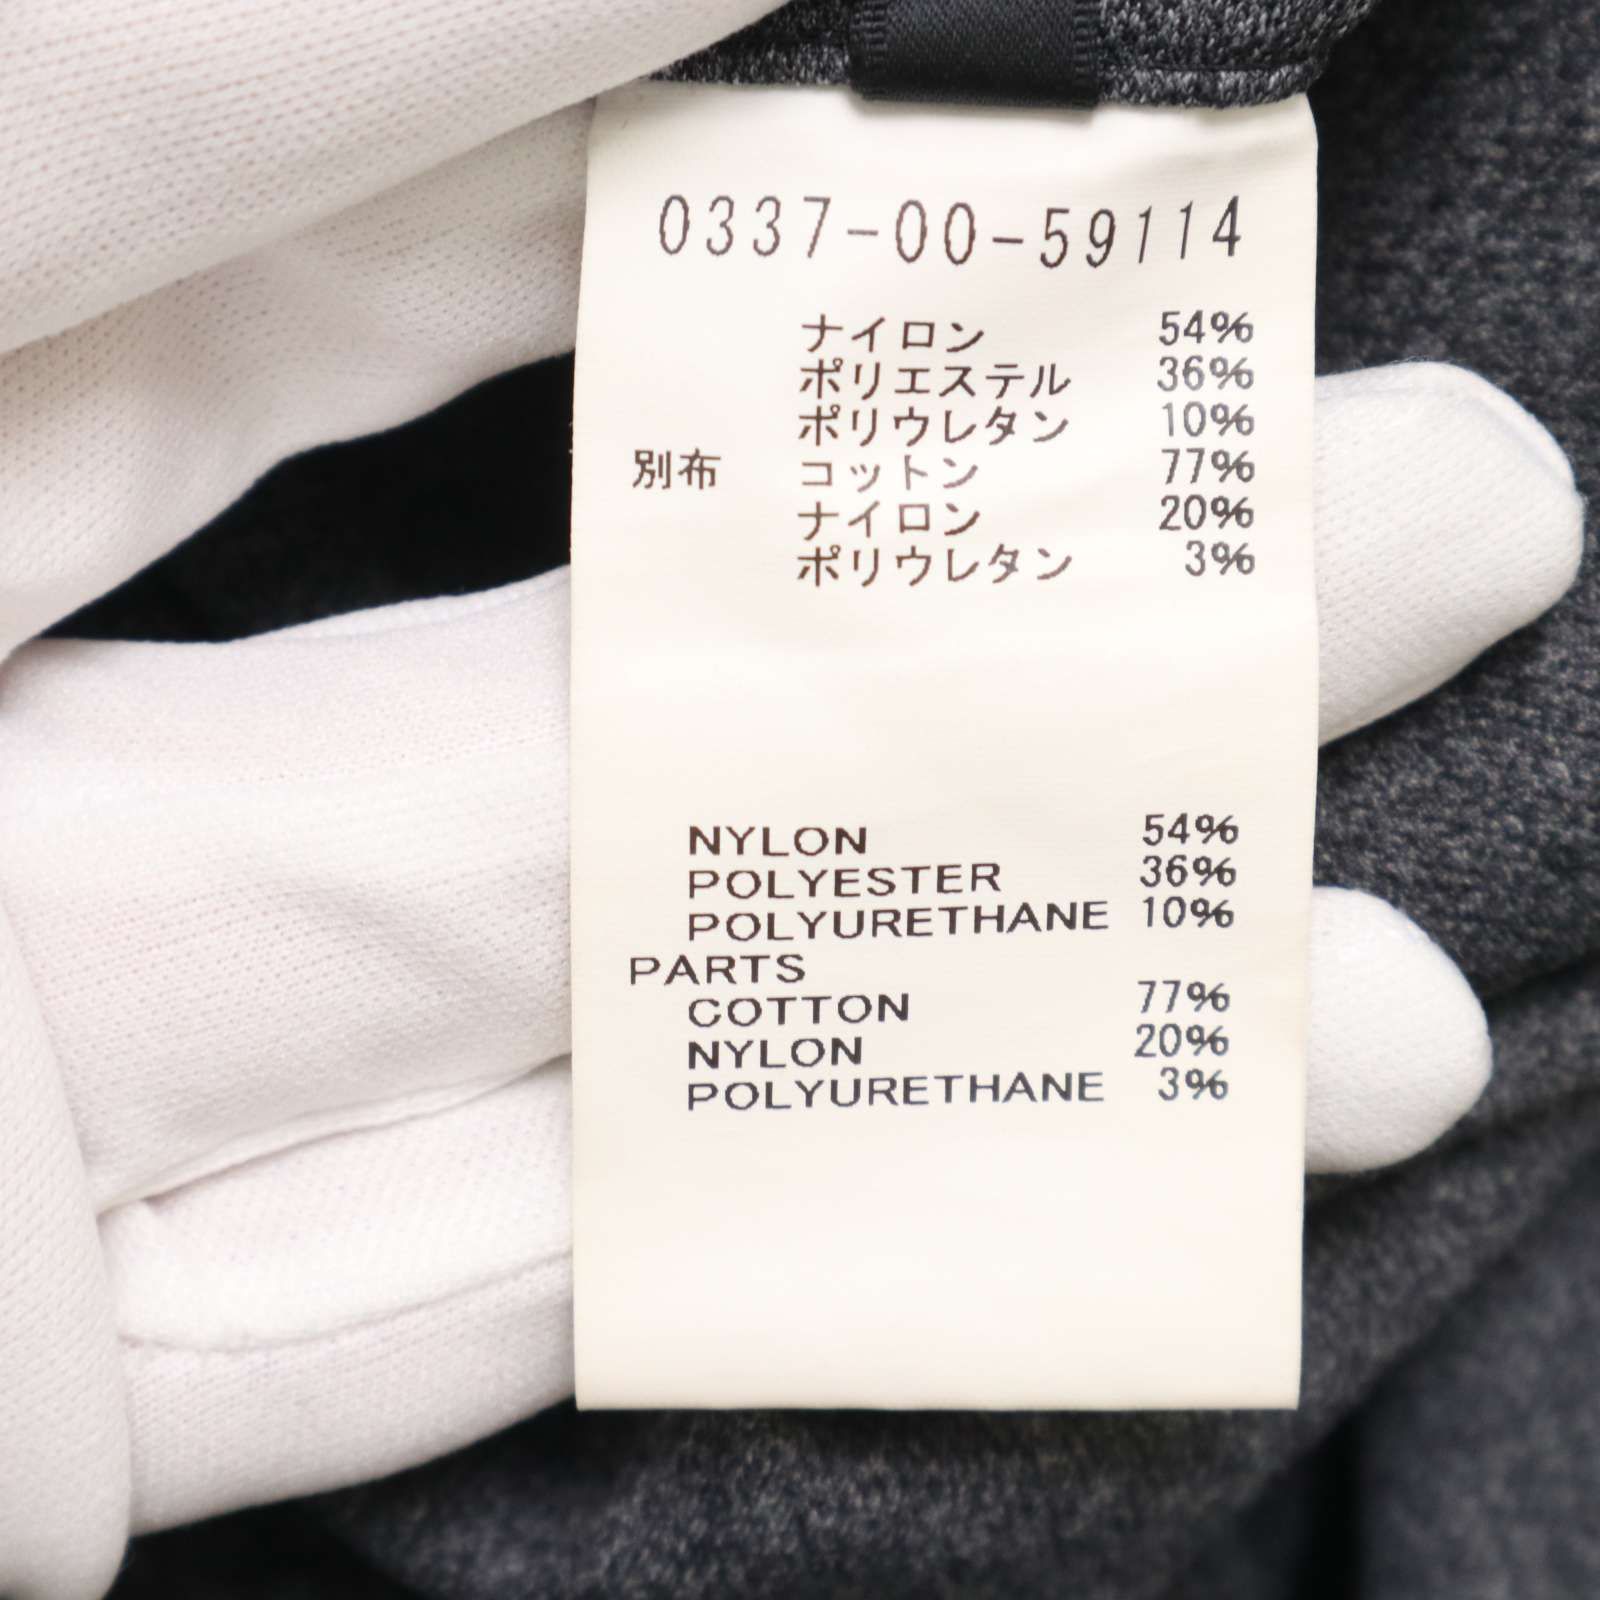 0337-00-59114
ナイロン 54%
ポリエステル 36%
ポリウレタン 10%
別布 コットン 77%
ナイロン 20%
ポリウレタン 3%
NYLON 54%
POLYESTER 36%
POLYURETHANE 10%
PARTS
COTTON 77%
NYLON 20%
POLYURETHANE 3%